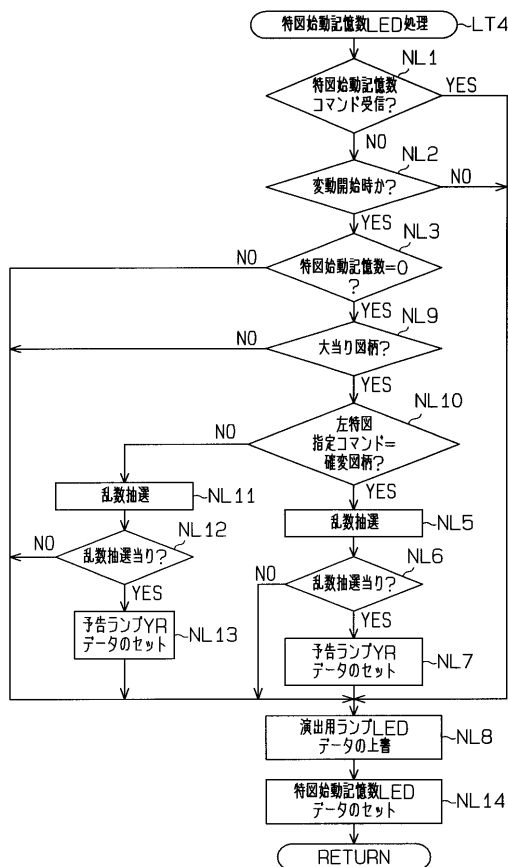 特図始動記憶数LED処理
LT4
NL1
特図始動記憶数
コマンド受信?
YES
NO
NL2
変動開始時か?
NO
YES
NL3
NO
特図始動記憶数=0
?
YES
NL9
NO
大当り図柄?
YES
NL10
NO
左特図
指定コマンド=
確変図柄?
YES
乱数抽選
NL11
乱数抽選
NL5
NL12
NO
乱数抽選当り?
YES
NL6
NO
乱数抽選当り?
YES
予告ランプYR
データのセット
NL13
予告ランプYR
データのセット
NL7
演出用ランプLED
データの上書
NL8
特図始動記憶数LED
データのセット
NL14
RETURN